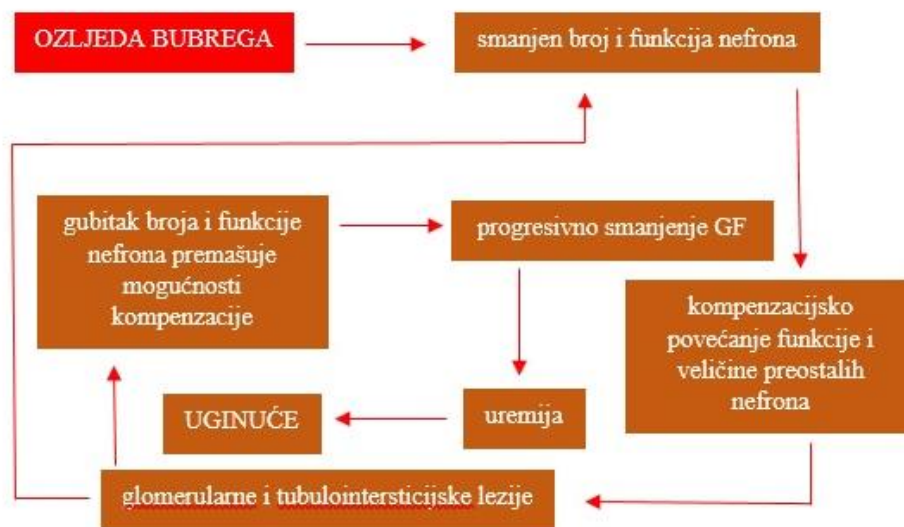 OZLJEDA BUBREGA
smanjen broj i funkcija nefrona
gubitak broja i funkcije
nefrona premašuje
mogućnosti
kompenzacije
progresivno smanjenje GF
kompenzacijsko
povećanje funkcije i
veličine preostalih
nefrona
UGINUĆE
uremija
glomerularne i tubulointersticijske lezije